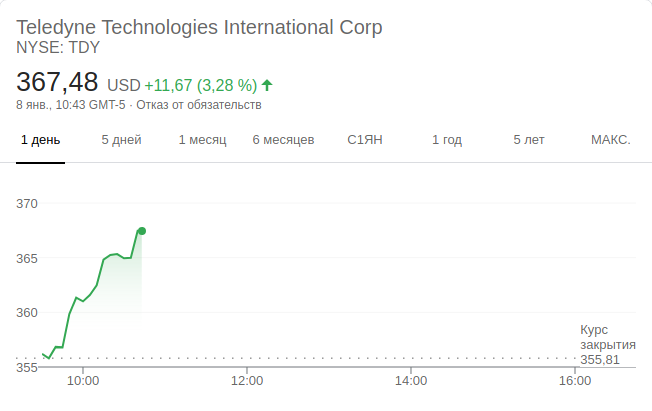 Teledyne Technologies International Corp
NYSE: TDY
367,48 USD +11,67 (3,28 %)
8 янв., 10:43 GMT-5 · Отказ от обязательств
1 день 5 дней 1 месяц 6 месяцев С1ЯН 1 год 5 лет МАКС.
370
365
360
Курс
закрытия
355,81
355
10:00 12:00 14:00 16:00